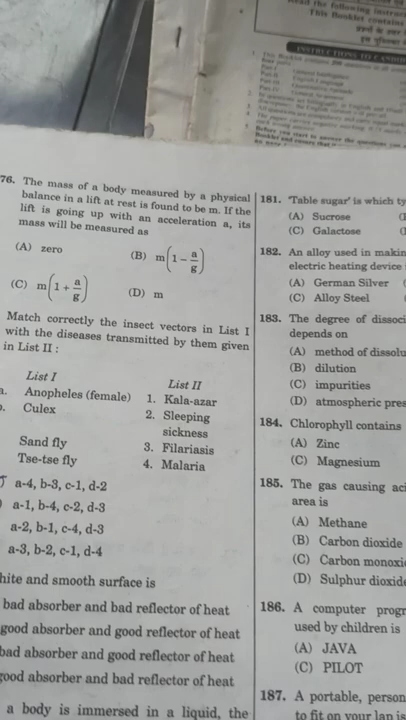 This Booklet contains
INSTRUCTIONS TO CANDI
76. The mass of a body measured by a physical
balance in a lift at rest is found to be m. If the
lift is going up with an acceleration a, its
mass will be measured as
(A) zero
(B) m(1 − a/g)
(C) m(1 + a/g)
(D) m
Match correctly the insect vectors in List I
with the diseases transmitted by them given
in List II :
List I
List II
a. Anopheles (female) 1. Kala-azar
Culex 2. Sleeping
sickness
Sand fly 3. Filariasis
Tse-tse fly 4. Malaria
a-4, b-3, c-1, d-2
a-1, b-4, c-2, d-3
a-2, b-1, c-4, d-3
a-3, b-2, c-1, d-4
hite and smooth surface is
bad absorber and bad reflector of heat
good absorber and good reflector of heat
bad absorber and good reflector of heat
good absorber and bad reflector of heat
a body is immersed in a liquid, the
181. 'Table sugar' is which ty
(A) Sucrose
(C) Galactose
182. An alloy used in makin
electric heating device
(A) German Silver
(C) Alloy Steel
183. The degree of dissoci
depends on
(A) method of dissolu
(B) dilution
(C) impurities
(D) atmospheric pres
184. Chlorophyll contains
(A) Zinc
(C) Magnesium
185. The gas causing aci
area is
(A) Methane
(B) Carbon dioxide
(C) Carbon monoxi
(D) Sulphur dioxide
186. A computer progr
used by children is
(A) JAVA
(C) PILOT
187. A portable, person
to fit on your lap is